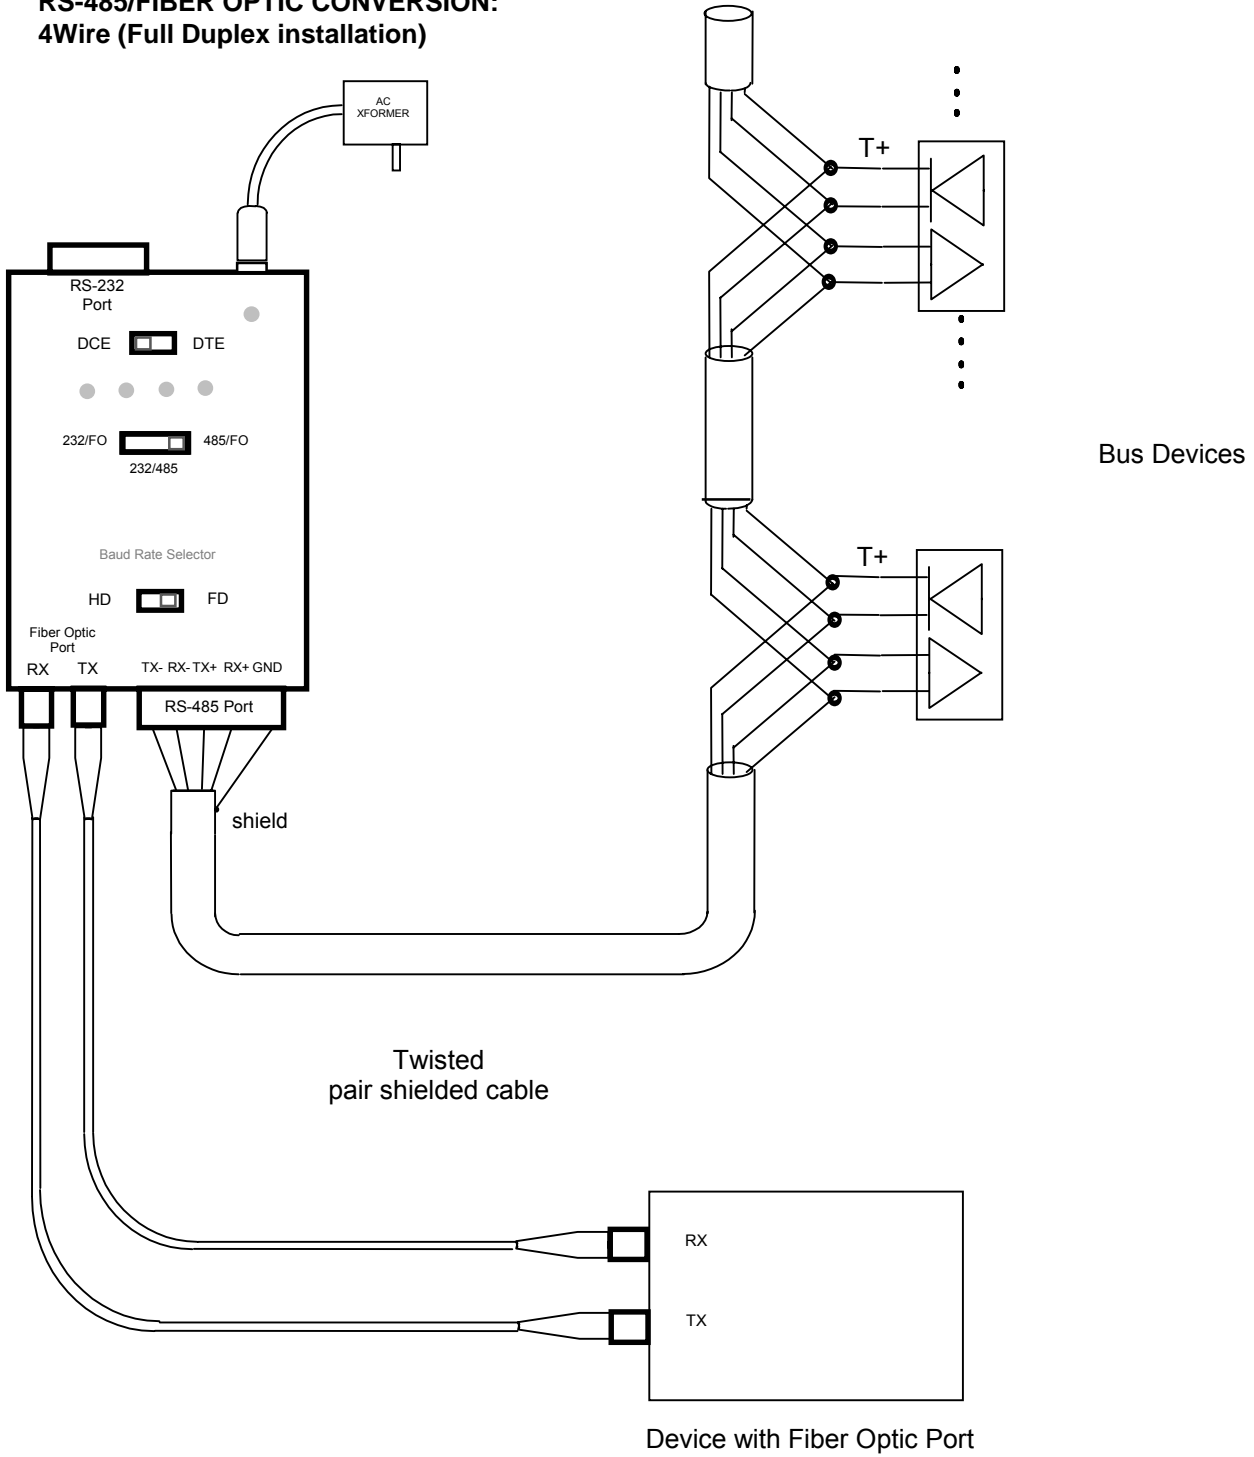 RS-485/FIBER OPTIC CONVERSION:
4Wire (Full Duplex installation)
AC
XFORMER
T+
RS-232
Port
DCE
DTE
232/FO
485/FO
232/485
Bus Devices
Baud Rate Selector
T+
HD
FD
Fiber Optic
Port
RX
TX
TX- RX- TX+ RX+ GND
RS-485 Port
shield
Twisted
pair shielded cable
RX
TX
Device with Fiber Optic Port